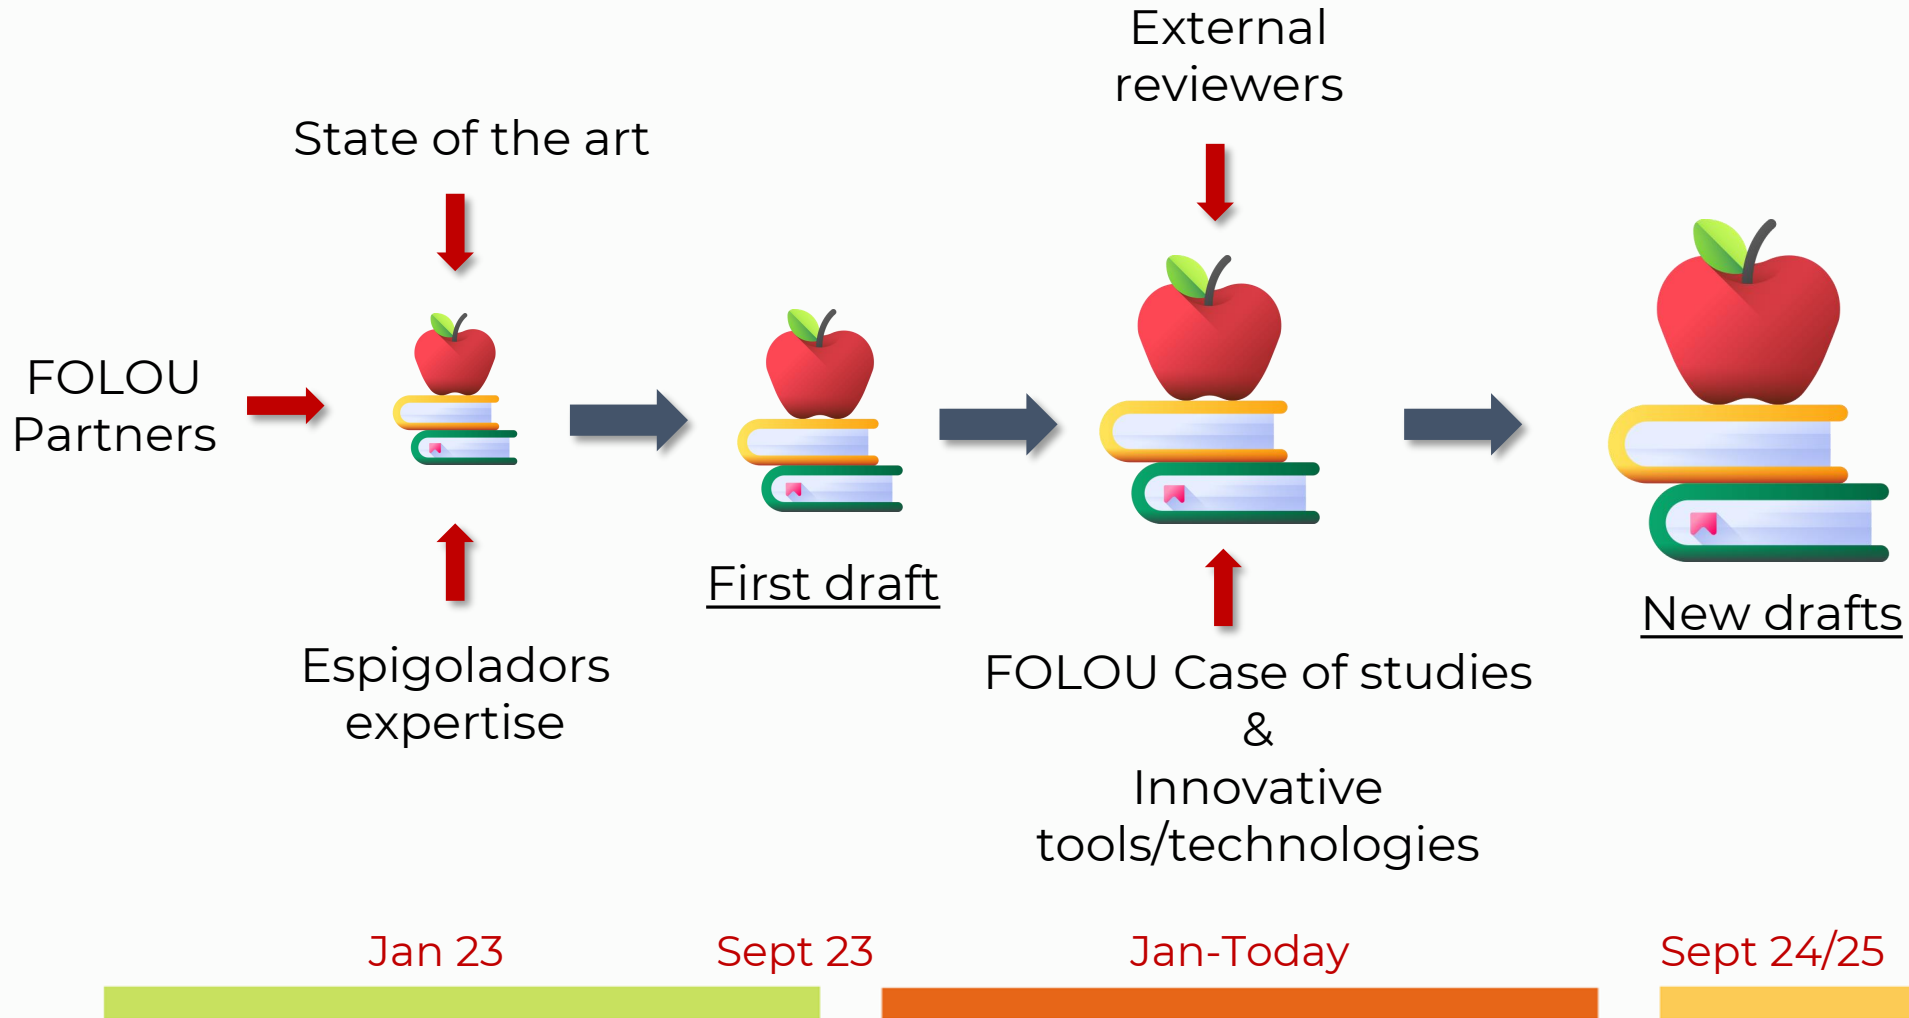 External
reviewers
State of the art
FOLOU
Partners
First draft
New drafts
Espigoladors
expertise
FOLOU Case of studies
&
Innovative
tools/technologies
Jan 23
Sept 23
Jan-Today
Sept 24/25